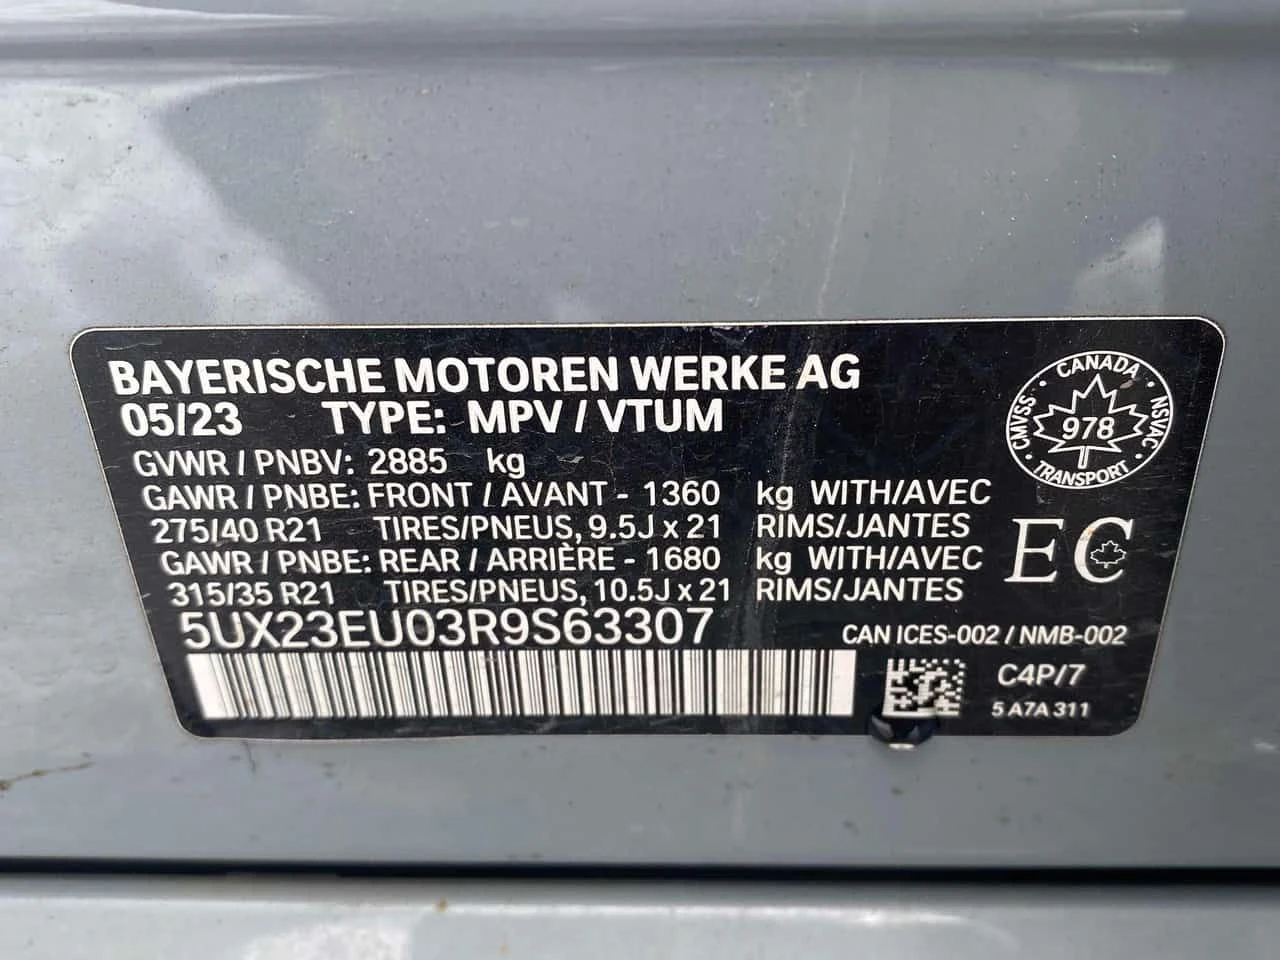 BAYERISCHE MOTOREN WERKE AG
05/23 TYPE: MPV / VTUM
GVWR / PNBV: 2885 kg
GAWR / PNBE: FRONT / AVANT - 1360 kg WITH/AVEC
275/40 R21 TIRES/PNEUS, 9.5J x 21 RIMS/JANTES
GAWR / PNBE: REAR / ARRIÈRE - 1680 kg WITH/AVEC
315/35 R21 TIRES/PNEUS, 10.5J x 21 RIMS/JANTES
5UX23EU03R9S63307
CANADA
CMVSS · NSVAC
978
TRANSPORT
EC
CAN ICES-002 / NMB-002
C4P/7
5 A7A 311